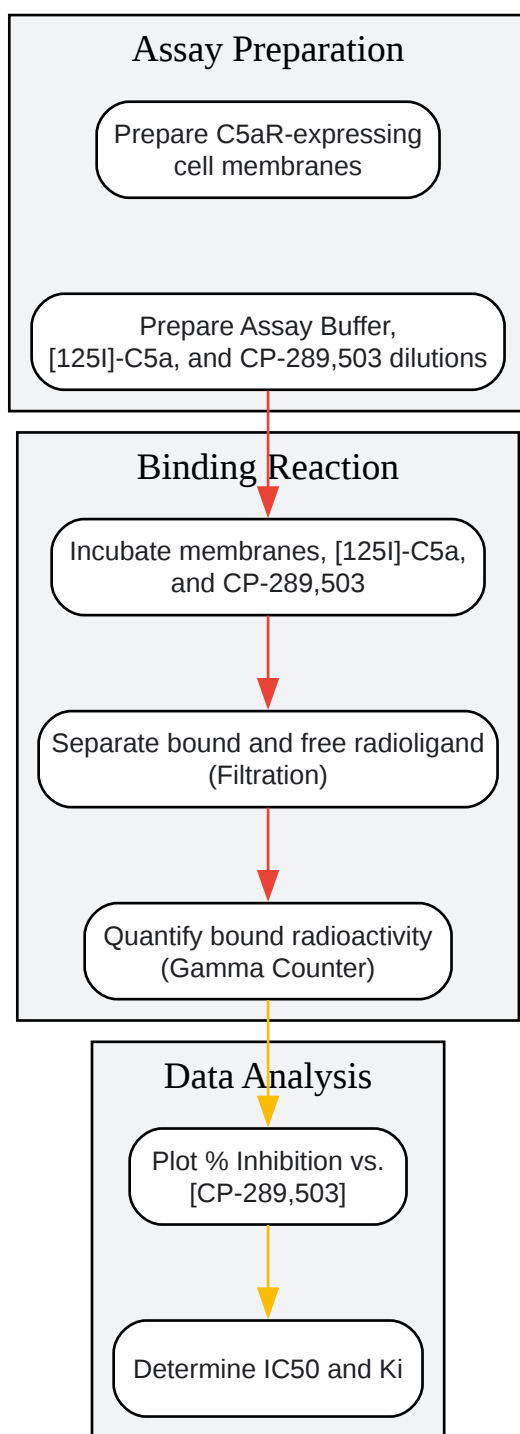 Assay Preparation
Prepare C5aR-expressing
cell membranes
Prepare Assay Buffer,
[125I]-C5a, and CP-289,503 dilutions
Binding Reaction
Incubate membranes, [125I]-C5a,
and CP-289,503
Separate bound and free radioligand
(Filtration)
Quantify bound radioactivity
(Gamma Counter)
Data Analysis
Plot % Inhibition vs.
[CP-289,503]
Determine IC50 and Ki